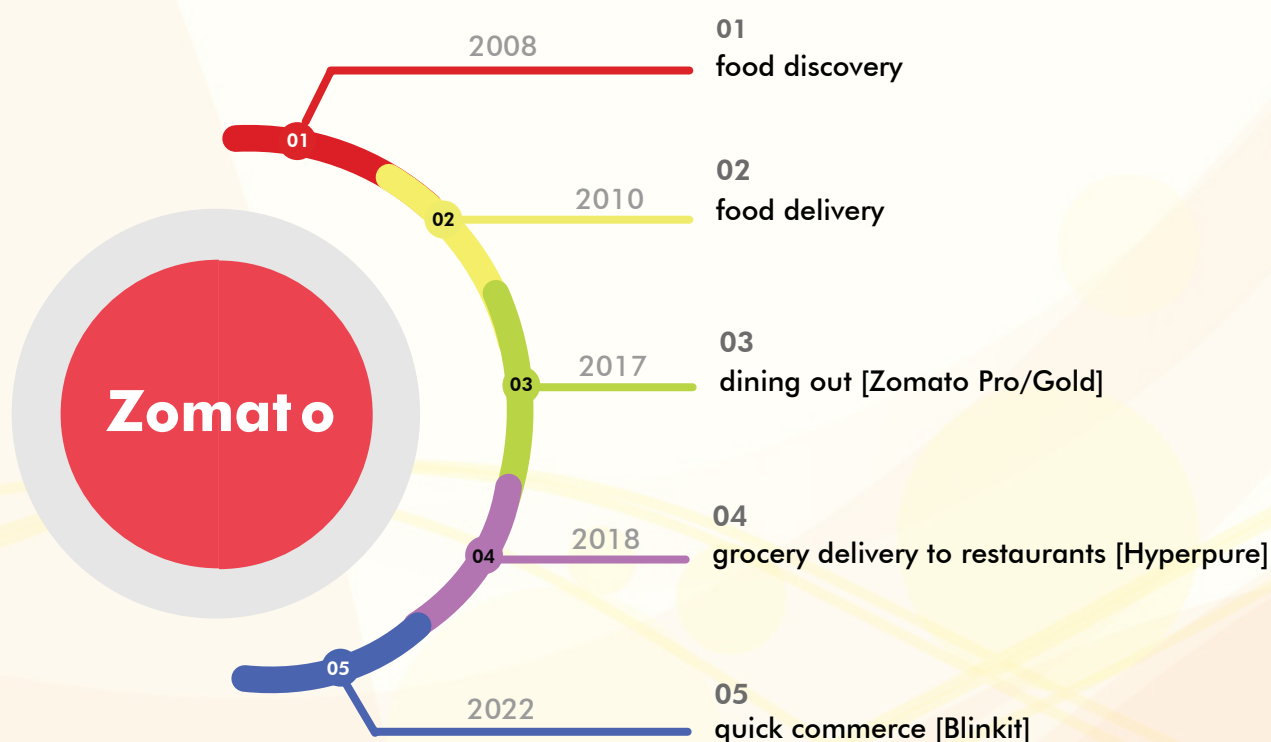 2008
01
01
food discovery
2010
02
02
food delivery
Zomato
2017
03
03
dining out [Zomato Pro/Gold]
2018
04
04
grocery delivery to restaurants [Hyperpure]
2022
05
05
quick commerce [Blinkit]